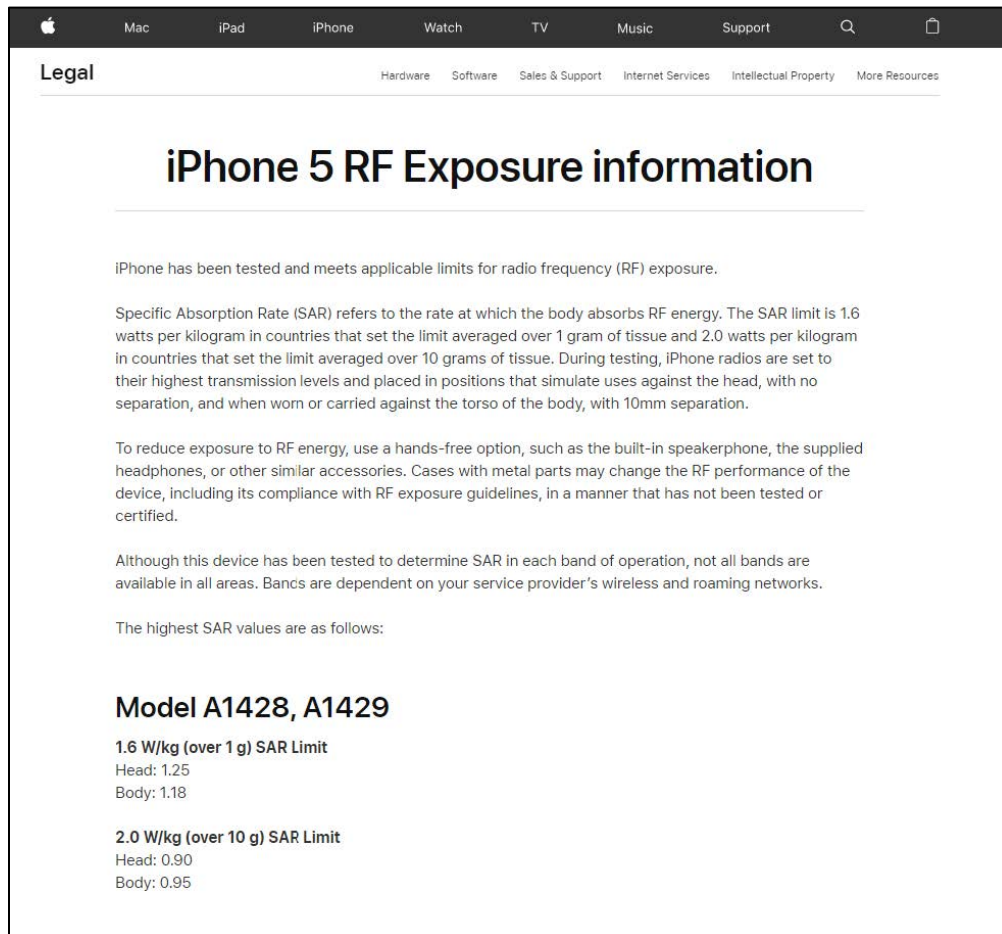 Mac iPad iPhone Watch TV Music Support
Legal Hardware Software Sales & Support Internet Services Intellectual Property More Resources
iPhone 5 RF Exposure information
iPhone has been tested and meets applicable limits for radio frequency (RF) exposure.
Specific Absorption Rate (SAR) refers to the rate at which the body absorbs RF energy. The SAR limit is 1.6
watts per kilogram in countries that set the limit averaged over 1 gram of tissue and 2.0 watts per kilogram
in countries that set the limit averaged over 10 grams of tissue. During testing, iPhone radios are set to
their highest transmission levels and placed in positions that simulate uses against the head, with no
separation, and when worn or carried against the torso of the body, with 10mm separation.
To reduce exposure to RF energy, use a hands-free option, such as the built-in speakerphone, the supplied
headphones, or other similar accessories. Cases with metal parts may change the RF performance of the
device, including its compliance with RF exposure guidelines, in a manner that has not been tested or
certified.
Although this device has been tested to determine SAR in each band of operation, not all bands are
available in all areas. Bancs are dependent on your service provider’s wireless and roaming networks.
The highest SAR values are as follows:
Model A1428, A1429
1.6 W/kg (over 1 g) SAR Limit
Head: 1.25
Body: 1.18
2.0 W/kg (over 10 g) SAR Limit
Head: 0.90
Body: 0.95